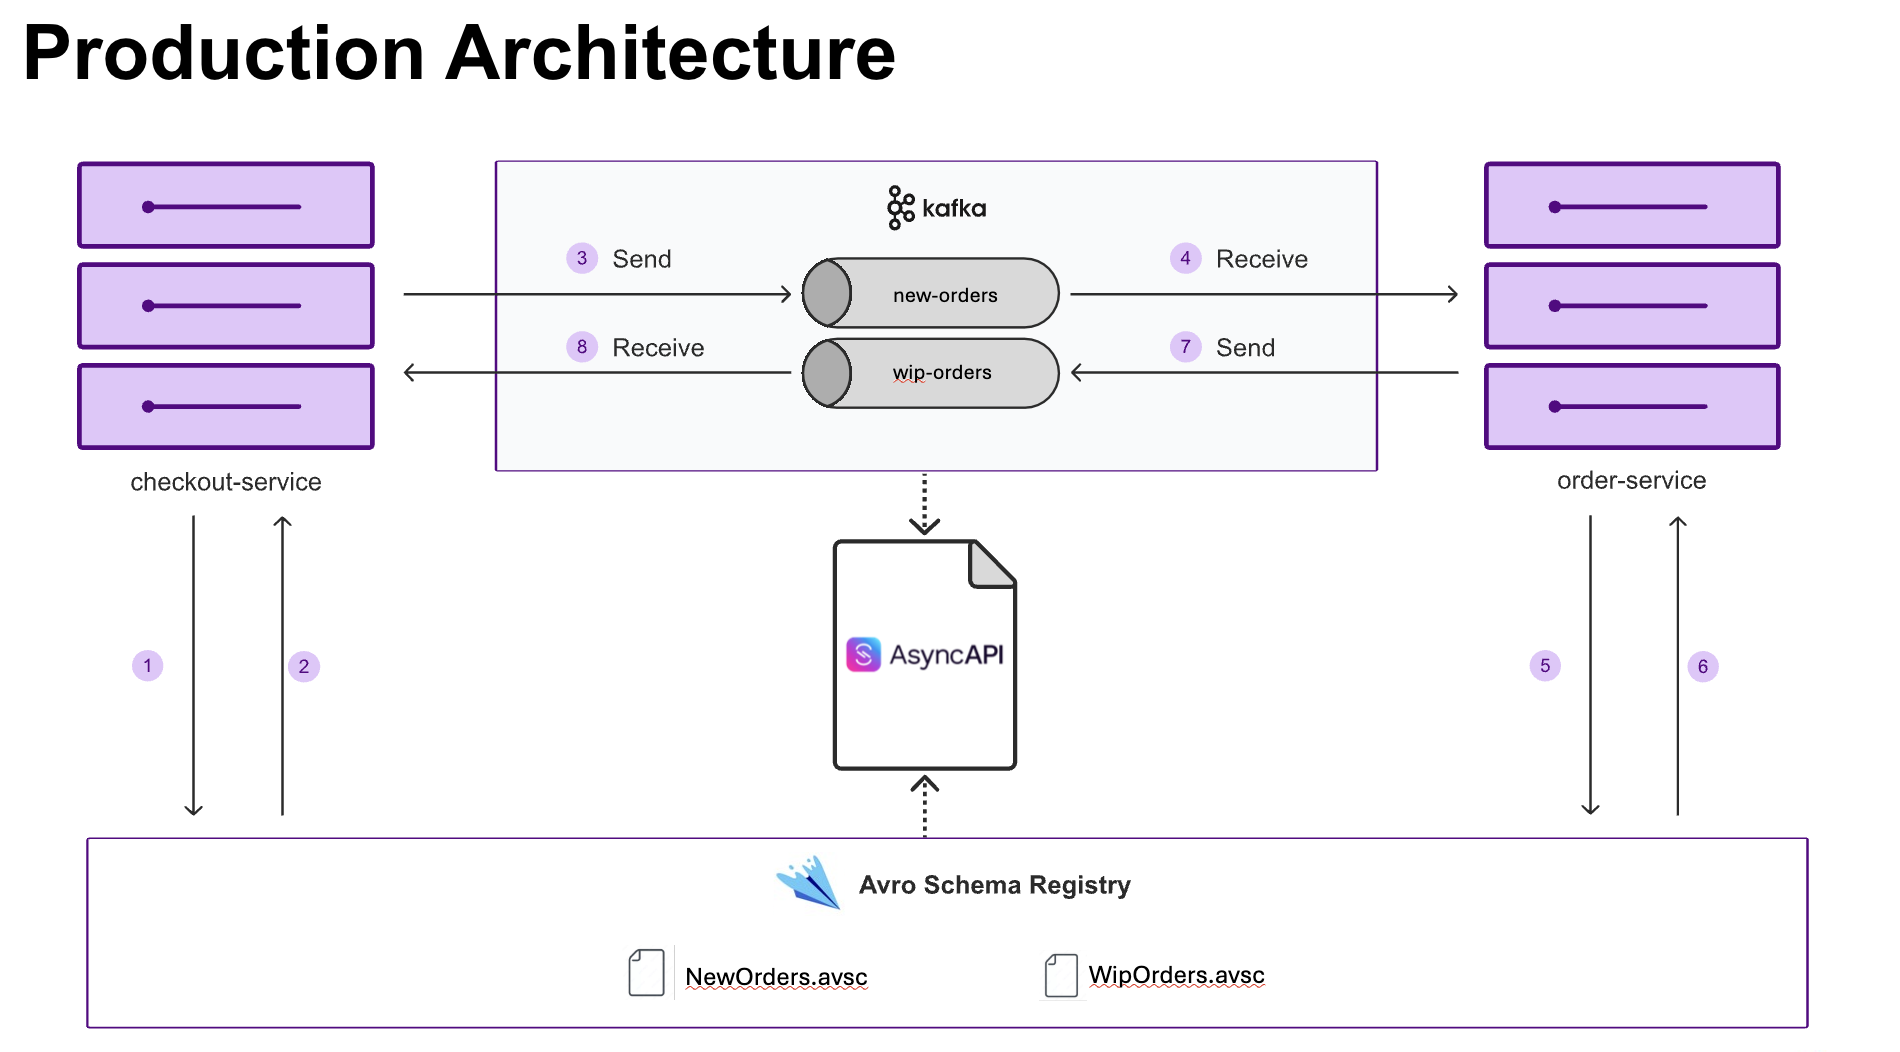 Production Architecture
kafka
3 Send
4 Receive
new-orders
8 Receive
7 Send
wip-orders
checkout-service
order-service
AsyncAPI
1
2
5
6
Avro Schema Registry
NewOrders.avsc
WipOrders.avsc